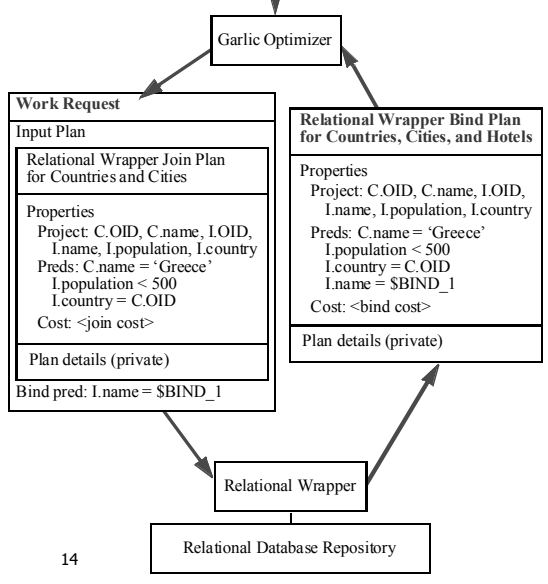 Garlic Optimizer
Work Request
Input Plan
Relational Wrapper Join Plan
for Countries and Cities
Properties
Project: C.OID, C.name, I.OID,
I.name, I.population, I.country
Preds: C.name = ‘Greece’
I.population < 500
I.country = C.OID
Cost: <join cost>
Plan details (private)
Bind pred: I.name = $BIND_1
Relational Wrapper Bind Plan
for Countries, Cities, and Hotels
Properties
Project: C.OID, C.name, I.OID,
I.name, I.population, I.country
Preds: C.name = ‘Greece’
I.population < 500
I.country = C.OID
I.name = $BIND_1
Cost: <bind cost>
Plan details (private)
Relational Wrapper
Relational Database Repository
14